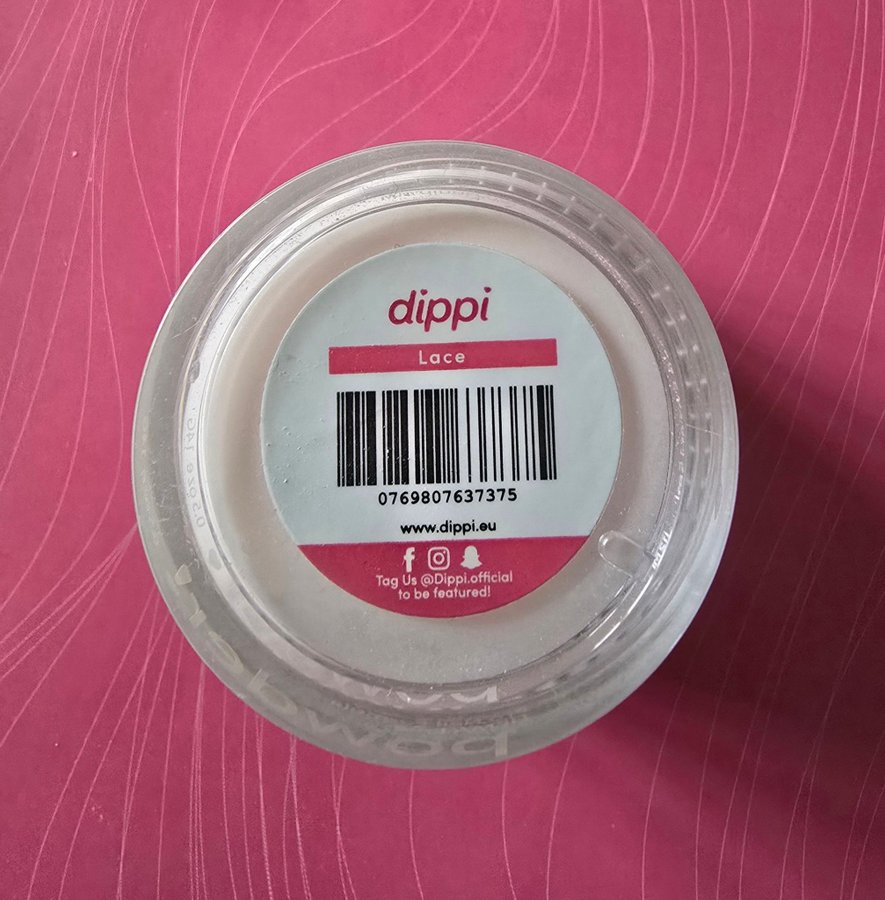 dippi
Lace
0769807637375
www.dippi.eu
Tag Us @Dippi.official
to be featured!